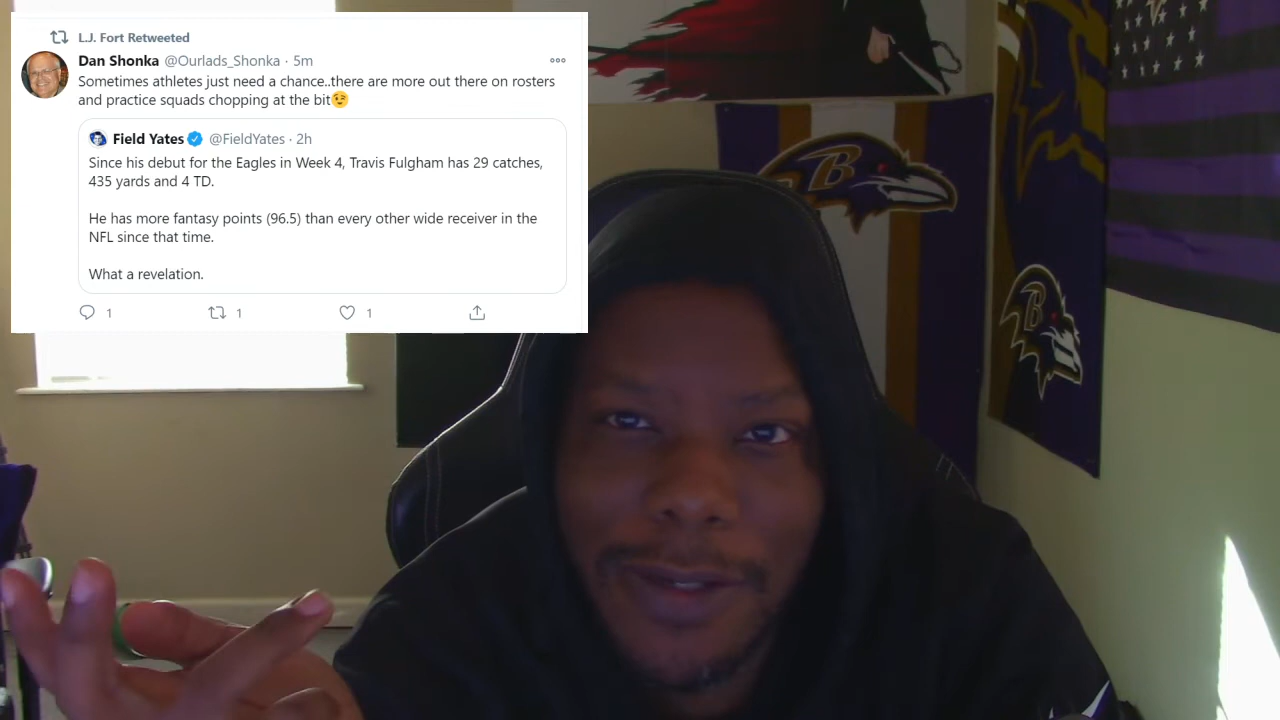 L.J. Fort Retweeted
Dan Shonka @Ourlads_Shonka · 5m
Sometimes athletes just need a chance..there are more out there on rosters
and practice squads chopping at the bit😉
Field Yates @FieldYates · 2h
Since his debut for the Eagles in Week 4, Travis Fulgham has 29 catches,
435 yards and 4 TD.
He has more fantasy points (96.5) than every other wide receiver in the
NFL since that time.
What a revelation.
1 1 1
B
B